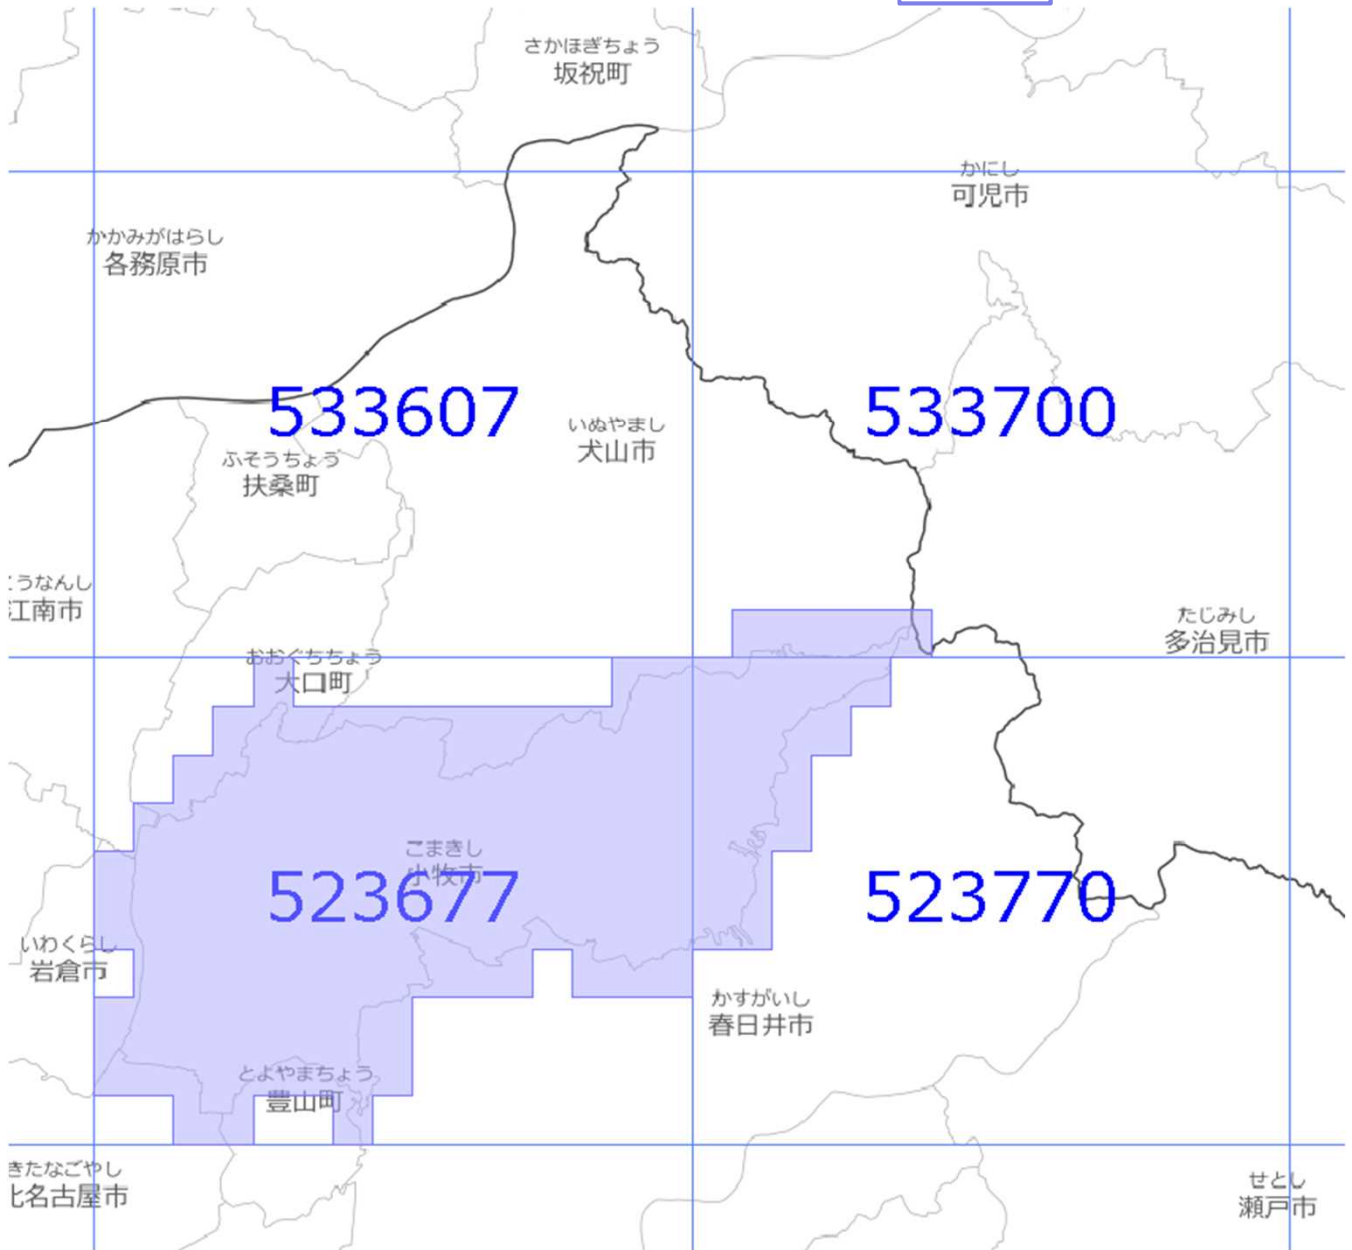 さかほぎちょう
坂祝町
かにし
可児市
かかみがはらし
各務原市
533607
533700
いぬやまし
犬山市
ふそうちょう
扶桑町
こうなんし
江南市
たじみし
多治見市
おおぐちちょう
大口町
こまきし
小牧市
523677
523770
いわくらし
岩倉市
かすがいし
春日井市
とよやまちょう
豊山町
きたなごやし
北名古屋市
せとし
瀬戸市